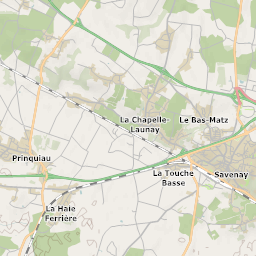 La Chapelle-
Launay
Le Bas-Matz
Prinquiau
La Touche
Basse
Savenay
La Haie
Ferrière